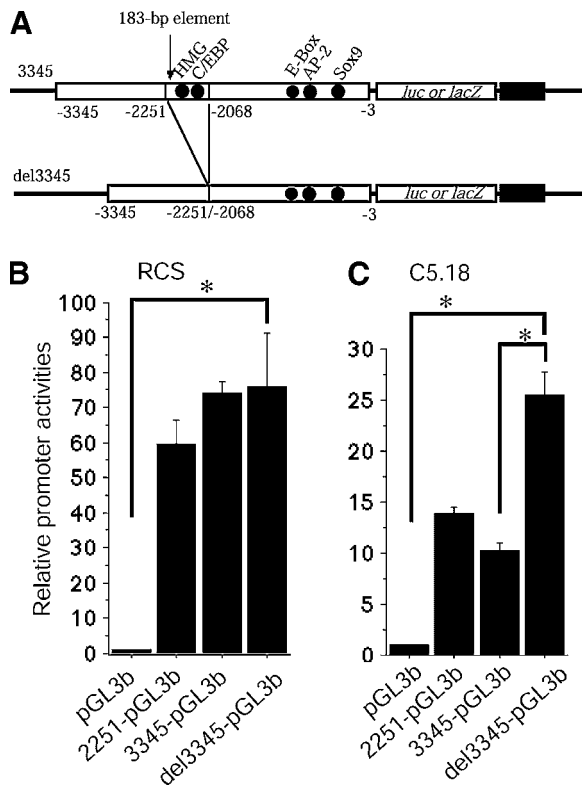 A
183-bp element
HMG
C/EBP
E-Box
AP-2
Sox9
3345
luc or lacZ
-3345
-2251
-2068
-3
del3345
luc or lacZ
-3345
-2251/-2068
-3
B
RCS
*
Relative promoter activities
100
90
80
70
60
50
40
30
20
10
0
pGL3b
2251-pGL3b
3345-pGL3b
del3345-pGL3b
C
C5.18
*
*
30
25
20
15
10
5
0
pGL3b
2251-pGL3b
3345-pGL3b
del3345-pGL3b